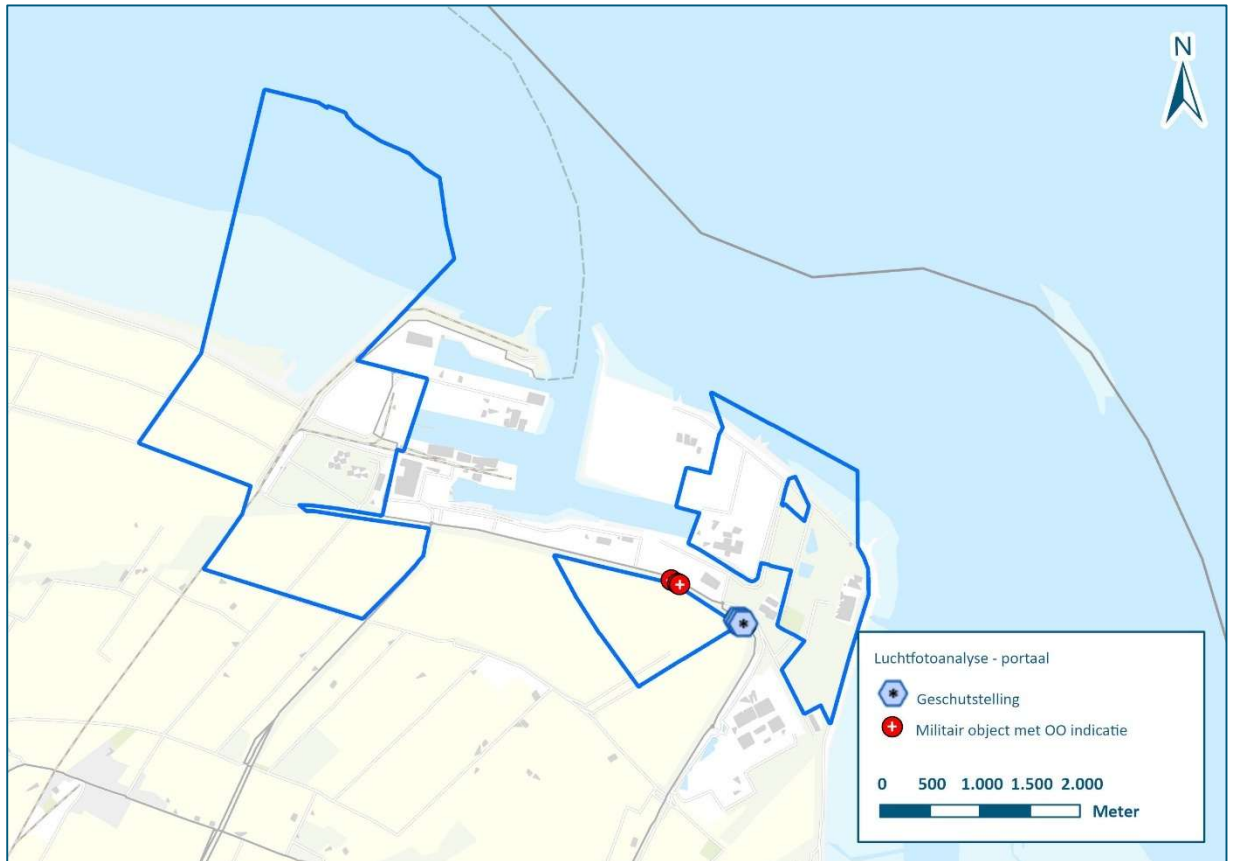 N
Luchtfotoanalyse - portaal
Geschutstelling
Militair object met OO indicatie
0 500 1.000 1.500 2.000
Meter